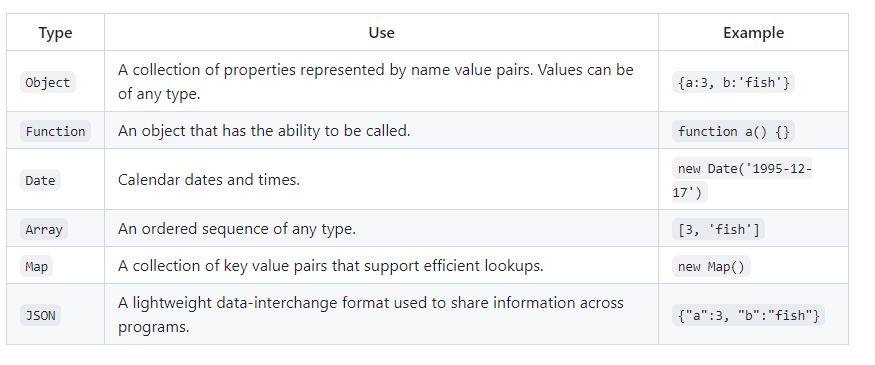 Type Use Example
Object A collection of properties represented by name value pairs. Values can be {a:3, b:'fish'}
of any type.
Function An object that has the ability to be called. function a() {}
Date Calendar dates and times. new Date('1995-12-
17')
Array An ordered sequence of any type. [3, 'fish']
Map A collection of key value pairs that support efficient lookups. new Map()
JSON A lightweight data-interchange format used to share information across {"a":3, "b":"fish"}
programs.